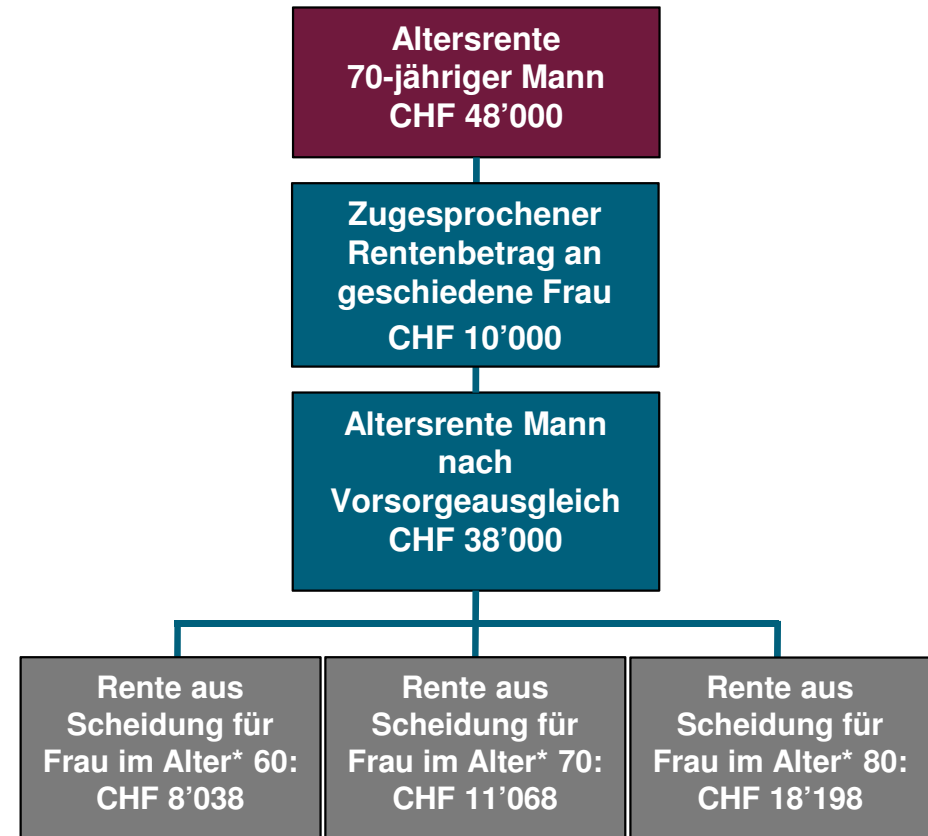 Altersrente
70-jähriger Mann
CHF 48’000
Zugesprochener
Rentenbetrag an
geschiedene Frau
CHF 10’000
Altersrente Mann
nach
Vorsorgeausgleich
CHF 38’000
Rente aus
Scheidung für
Frau im Alter* 60:
CHF 8’038
Rente aus
Scheidung für
Frau im Alter* 70:
CHF 11’068
Rente aus
Scheidung für
Frau im Alter* 80:
CHF 18’198